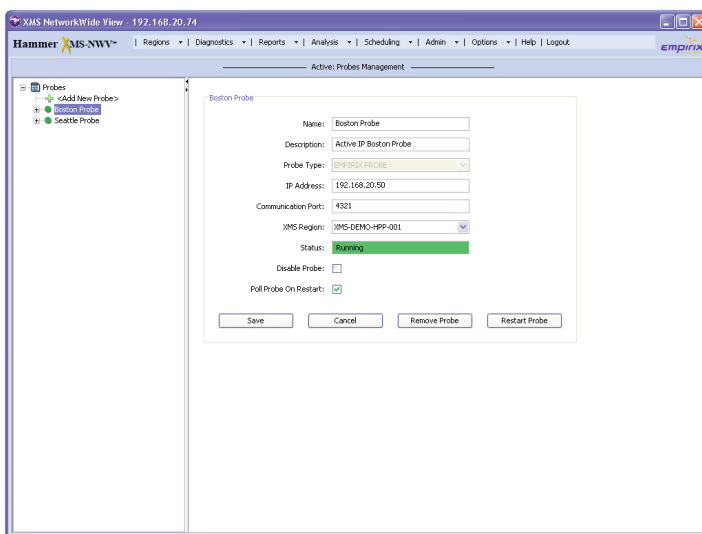 XMS NetworkWide View - 192.168.20.74
Hammer XMS-NWV™ | Regions | Diagnostics | Reports | Analysis | Scheduling | Admin | Options | Help | Logout
EMPIRIX
Active: Probes Management
Probes
<Add New Probe>
Boston Probe
Seattle Probe
Boston Probe
Name: Boston Probe
Description: Active IP Boston Probe
Probe Type: EMPIRIX PROBE
IP Address: 192.168.20.50
Communication Port: 4321
XMS Region: XMS-DEMO-HPP-001
Status: Running
Disable Probe:
Poll Probe On Restart:
Save Cancel Remove Probe Restart Probe